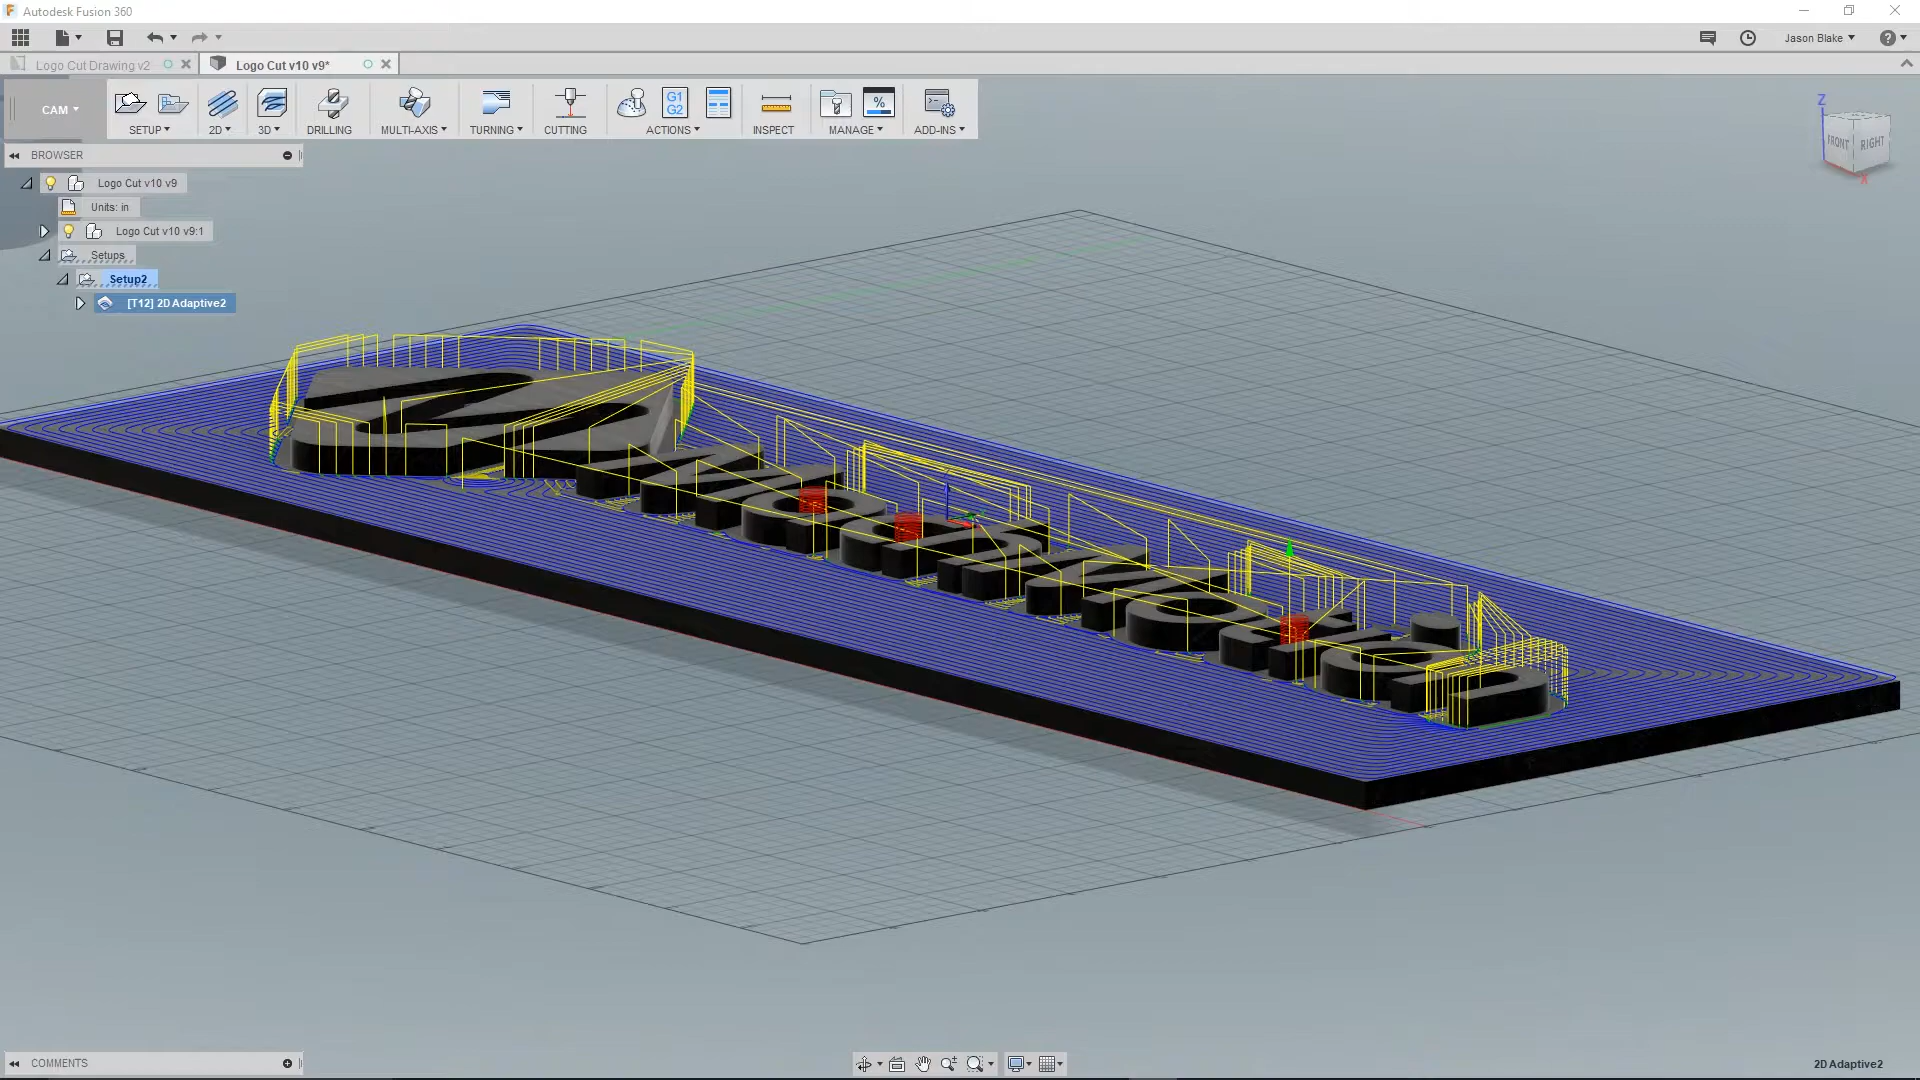 Autodesk Fusion 360
Jason Blake
Logo Cut Drawing v2
Logo Cut v10 v9*
CAM
SETUP
2D
3D
DRILLING
MULTI-AXIS
TURNING
CUTTING
G1
G2
ACTIONS
INSPECT
%
MANAGE
ADD-INS
BROWSER
Logo Cut v10 v9
Units: in
Logo Cut v10 v9:1
Setups
Setup2
[T12] 2D Adaptive2
Z
FRONT
RIGHT
X
COMMENTS
2D Adaptive2